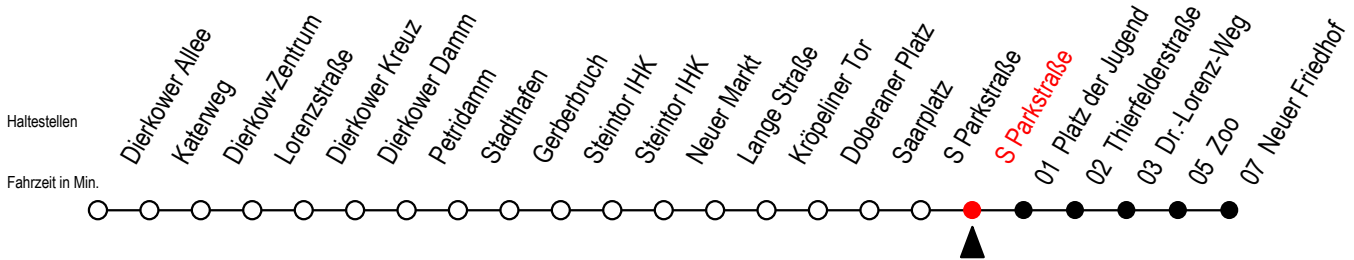 Haltestellen
Dierkower Allee
Katerweg
Dierkow-Zentrum
Lorenzstraße
Dierkower Kreuz
Dierkower Damm
Petridamm
Stadthafen
Gerberbruch
Steintor IHK
Steintor IHK
Neuer Markt
Lange Straße
Kröpeliner Tor
Doberaner Platz
Saarplatz
S Parkstraße
S Parkstraße
01 Platz der Jugend
02 Thierfelderstraße
03 Dr.-Lorenz-Weg
05 Zoo
07 Neuer Friedhof
Fahrzeit in Min.